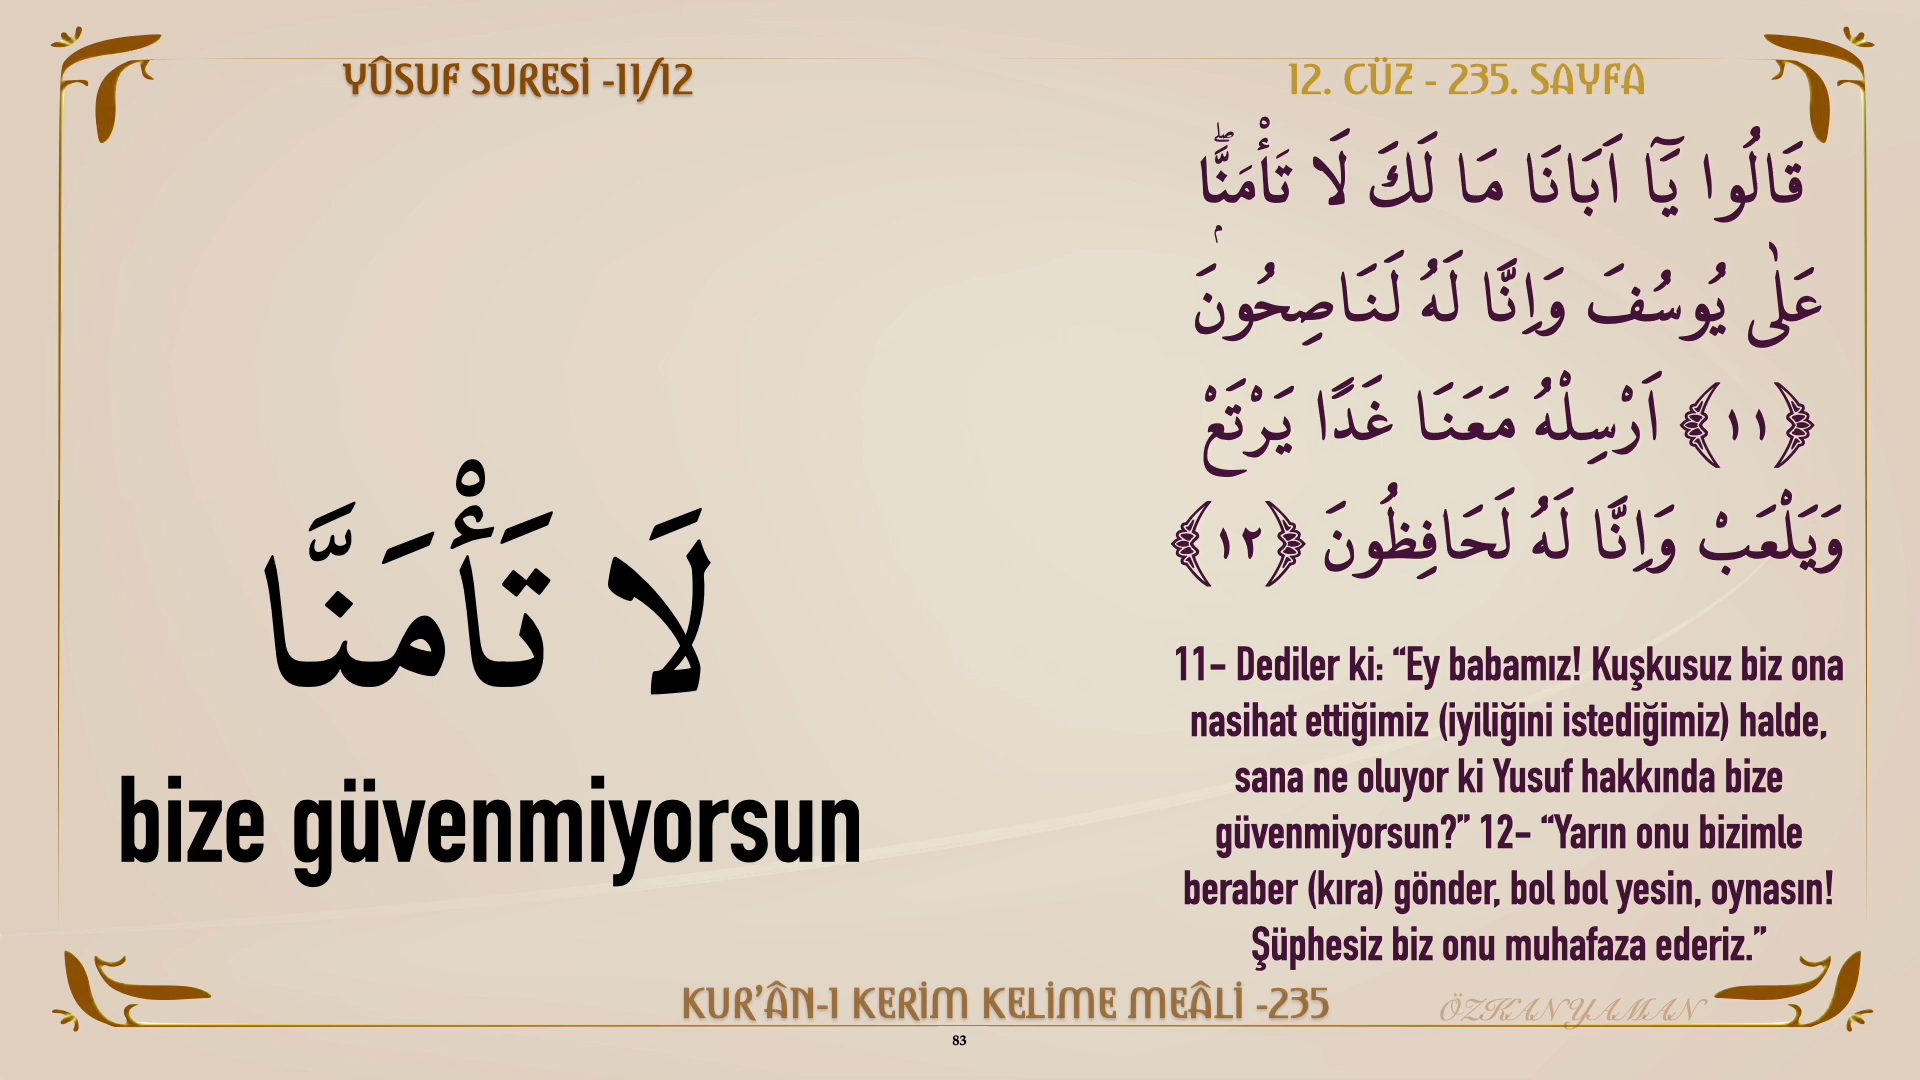 YÛSUF SURESİ -11/12
12. CÜZ - 235. SAYFA
قَالُوا يَٓا اَبَانَا مَا لَكَ لَا تَأْمَنَّاۖ
عَلٰى يُوسُفَ وَاِنَّا لَهُ لَنَاصِحُونَ
﴿١١﴾ اَرْسِلْهُ مَعَنَا غَدًا يَرْتَعْ
وَيَلْعَبْ وَاِنَّا لَهُ لَحَافِظُونَ ﴿١٢﴾
لَا تَأْمَنَّا
bize güvenmiyorsun
11– Dediler ki: “Ey babamız! Kuşkusuz biz ona
nasihat ettiğimiz (iyiliğini istediğimiz) halde,
sana ne oluyor ki Yusuf hakkında bize
güvenmiyorsun?” 12– “Yarın onu bizimle
beraber (kıra) gönder, bol bol yesin, oynasın!
Şüphesiz biz onu muhafaza ederiz.”
KUR’ÂN-I KERİM KELİME MEÂLİ -235
ÖZKAN YAMAN
83